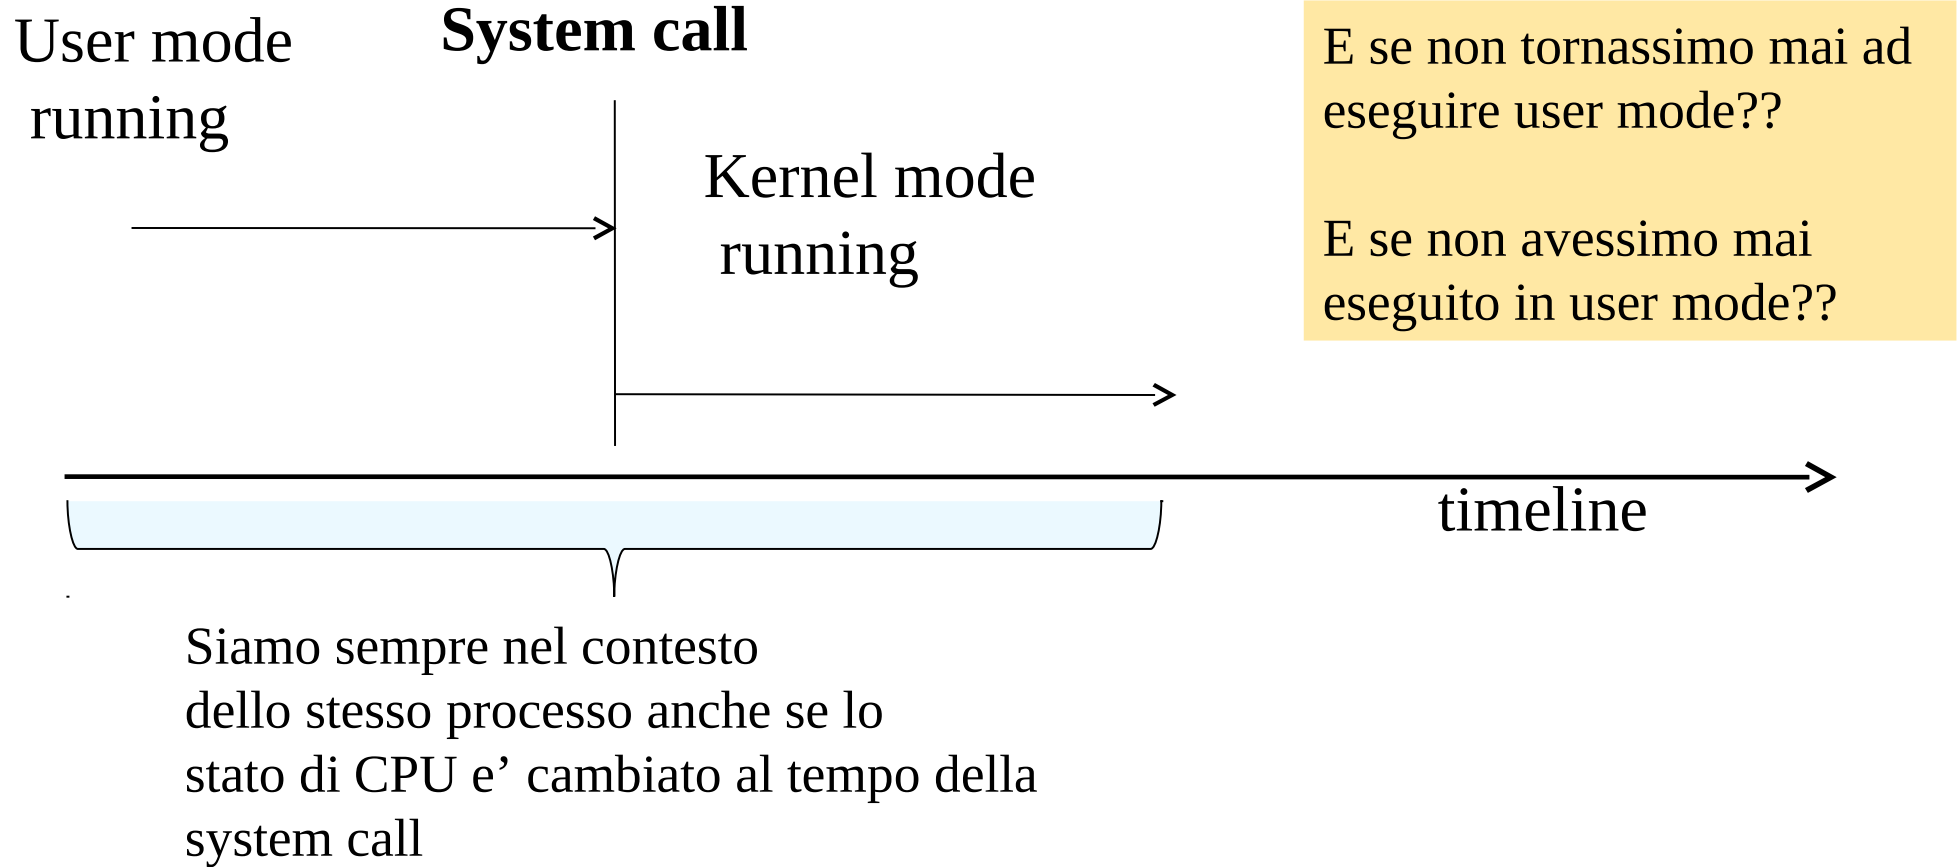 User mode
running
System call
Kernel mode
running
E se non tornassimo mai ad
eseguire user mode??
E se non avessimo mai
eseguito in user mode??
timeline
Siamo sempre nel contesto
dello stesso processo anche se lo
stato di CPU e’ cambiato al tempo della
system call